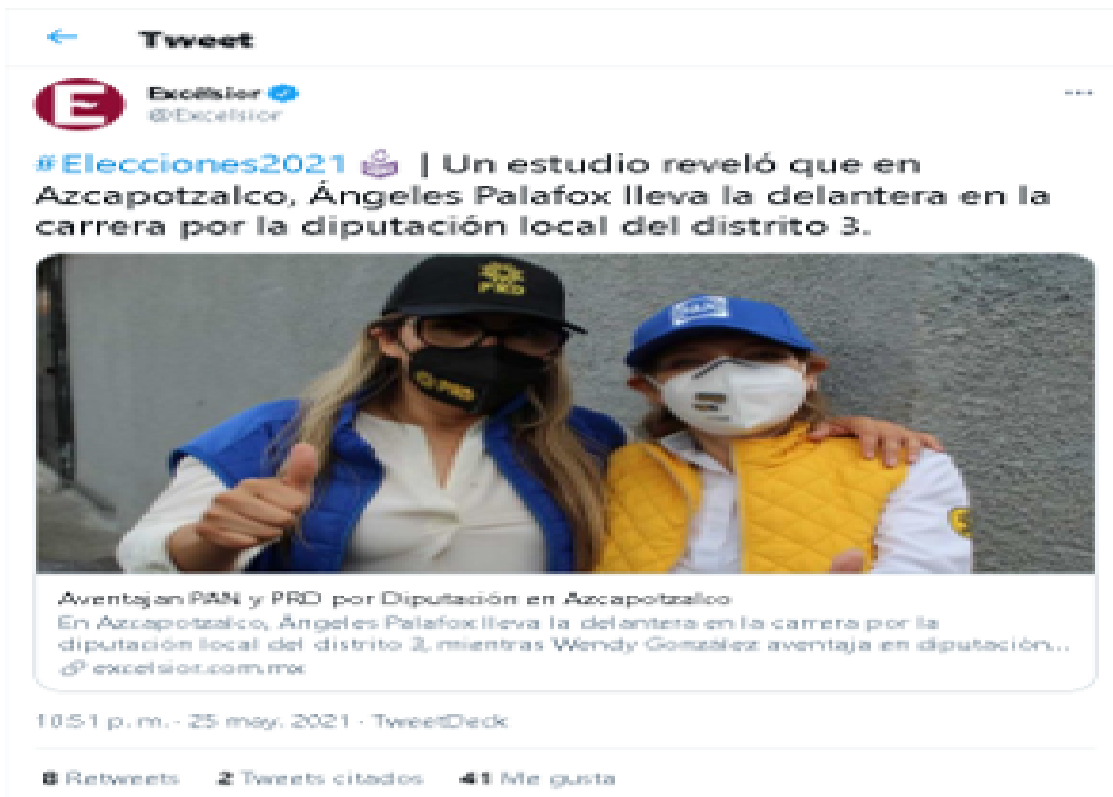 Tweet
E
Excélsior
@Excelsior
#Elecciones2021 | Un estudio reveló que en
Azcapotzalco, Ángeles Palafox lleva la delantera en la
carrera por la diputación local del distrito 3.
PRD
PRD
PAN
Aventajan PAN y PRD por Diputación en Azcapotzalco
En Azcapotzalco, Ángeles Palafox lleva la delantera en la carrera por la
diputación local del distrito 3, mientras Wendy González aventaja en diputación...
excelsior.com.mx
10:51 p. m. · 25 may. 2021 · TweetDeck
8 Retweets 2 Tweets citados 41 Me gusta